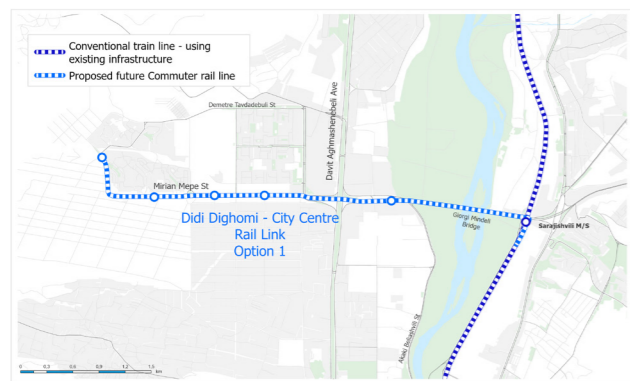 Conventional train line - using
existing infrastructure
Proposed future Commuter rail line
Demetre Tavdadebuli St
Davit Aghmashenebeli Ave
Mirian Mepe St
Didi Dighomi - City Centre
Rail Link
Option 1
Giorgi Mindeli
Bridge
Sarajishvili M/S
Akaki Beliashvili St
0 0,3 0,6 0,9 1,2 1,5
km